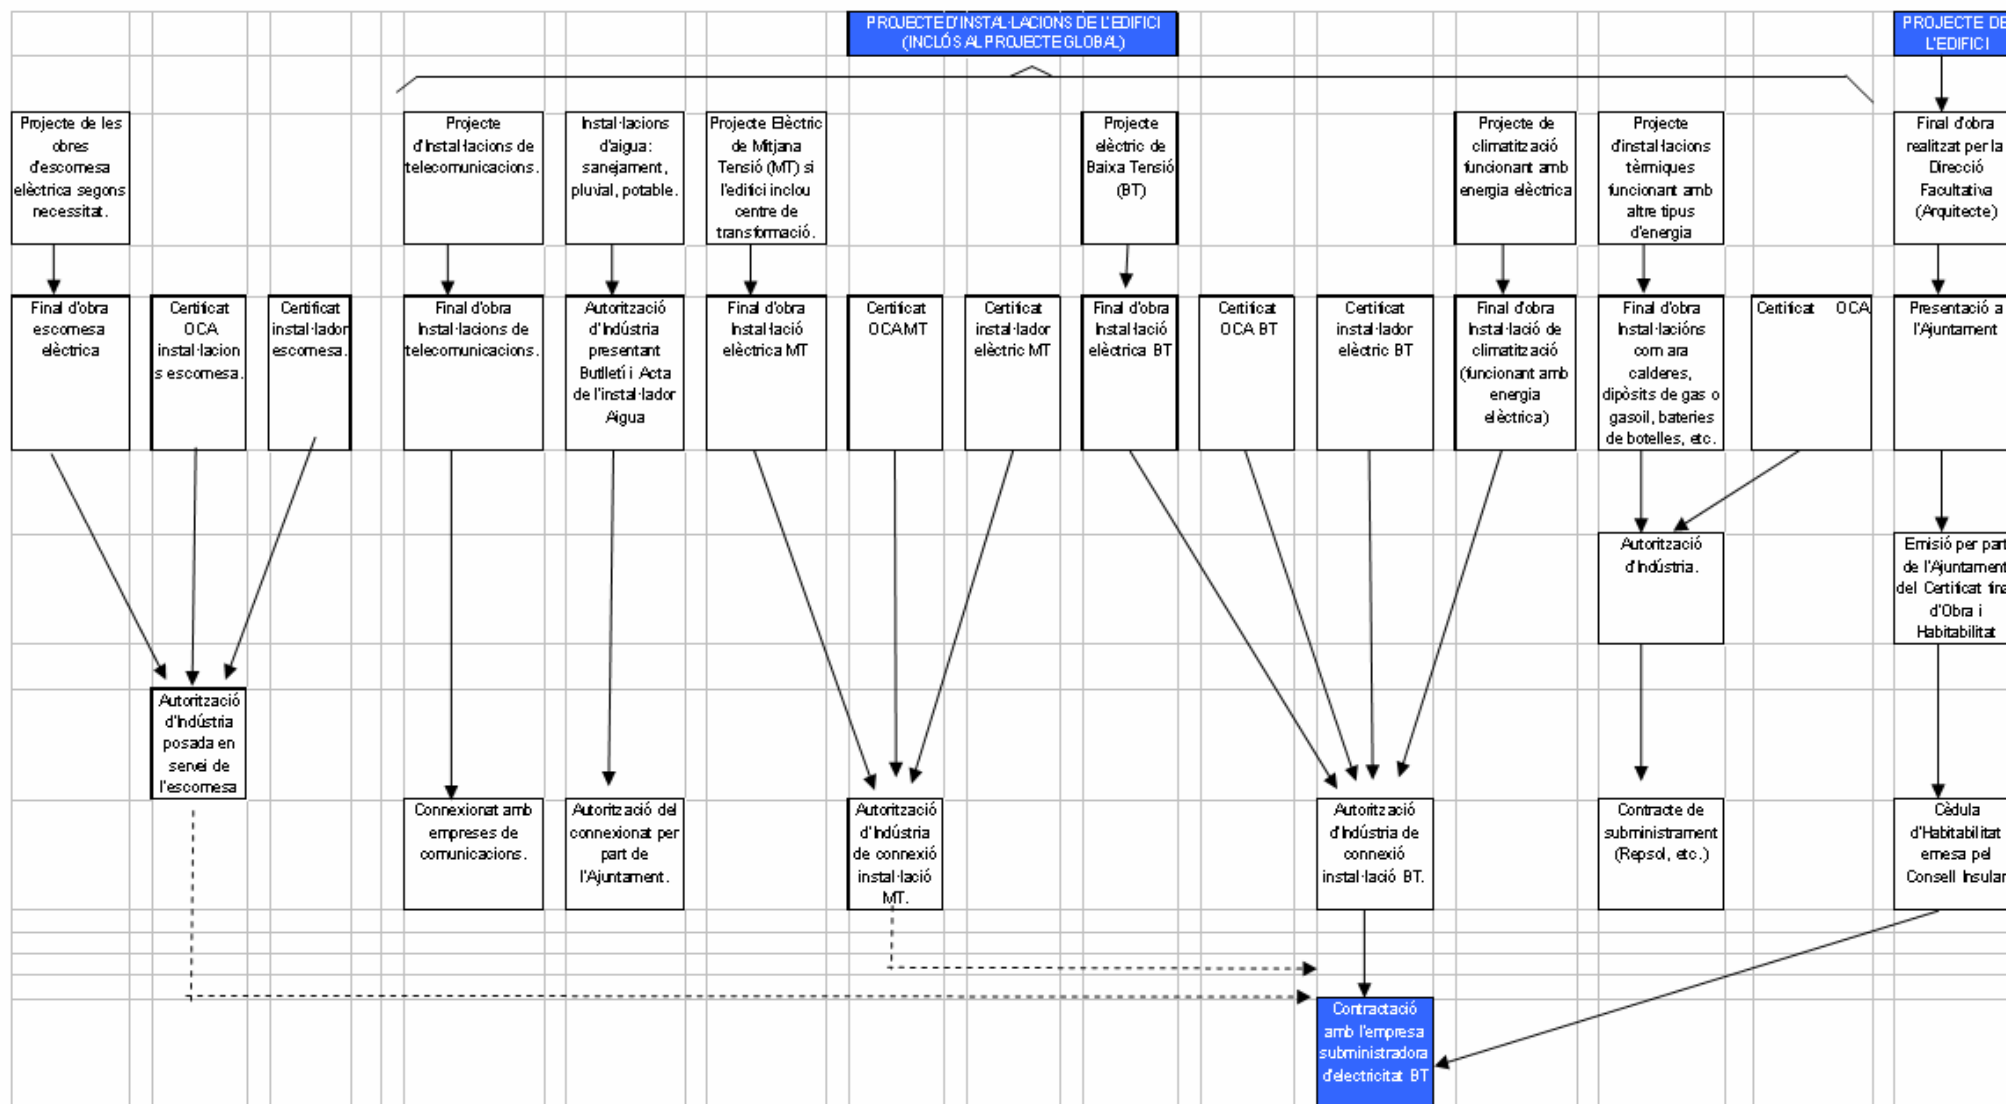 PROJECTE D'INSTAL·LACIONS DE L'EDIFICI
(INCLÓS AL PROJECTE GLOBAL)
PROJECTE DE
L'EDIFICI
Projecte de les
obres
d'escomesa
elèctrica segons
necessitat.
Projecte
d'Instal·lacions de
telecomunicacions.
Instal·lacions
d'aigua:
sanejament,
pluvial, potable.
Projecte Elèctric
de Mitjana
Tensió (MT) si
l'edifici inclou
centre de
transformació.
Projecte
elèctric de
Baixa Tensió
(BT)
Projecte de
climatització
funcionant amb
energia elèctrica
Projecte
d'instal·lacions
tèrmiques
funcionant amb
altre tipus
d'energia
Final d'obra
realitzat per la
Direcció
Facultativa
(Arquitecte)
Final d'obra
escomesa
elèctrica
Certificat
OCA
instal·lacion
s escomesa.
Certificat
instal·lador
escomesa.
Final d'obra
Instal·lacions de
telecomunicacions.
Autorització
d'Indústria
presentant
Butlletí i Acta
de l'instal·lador
Aigua
Final d'obra
Instal·lació
elèctrica MT
Certificat
OCA MT
Certificat
instal·lador
elèctric MT
Final d'obra
Instal·lació
elèctrica BT
Certificat
OCA BT
Certificat
instal·lador
elèctric BT
Final d'obra
Instal·lació de
climatització
(funcionant amb
energia
elèctrica)
Final d'obra
Instal·lacións
com ara
calderes,
dipòsits de gas o
gasoil, bateries
de botelles, etc.
Certificat OCA
Presentació a
l'Ajuntament
Autorització
d'Indústria.
Emisió per part
de l'Ajuntament
del Certificat fina
d'Obra i
Habitabilitat
Autorització
d'Indústria
posada en
servei de
l'escomesa
Connexionat amb
empreses de
comunicacions.
Autorització del
connexionat per
part de
l'Ajuntament.
Autorització
d'Indústria
de connexió
instal·lació
MT.
Autorització
d'Indústria de
connexió
instal·lació BT.
Contracte de
subministrament
(Repsol, etc.)
Cèdula
d'Habitabilitat
emesa pel
Consell Insular
Contractació
amb l'empresa
subministradora
d'electricitat BT